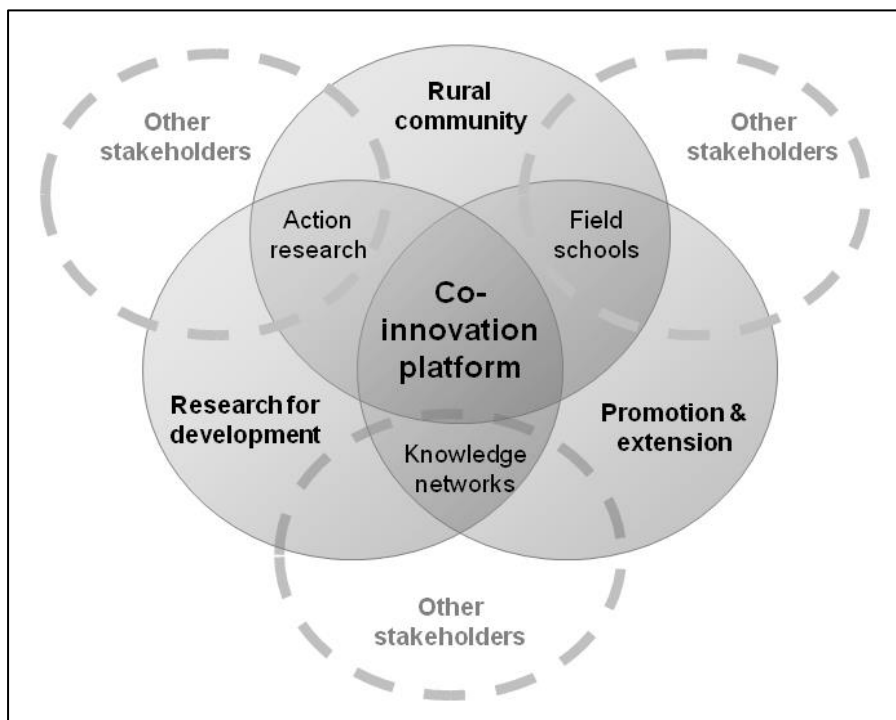 Rural
community
Other
stakeholders
Other
stakeholders
Action
research
Field
schools
Co-
innovation
platform
Research for
development
Promotion &
extension
Knowledge
networks
Other
stakeholders